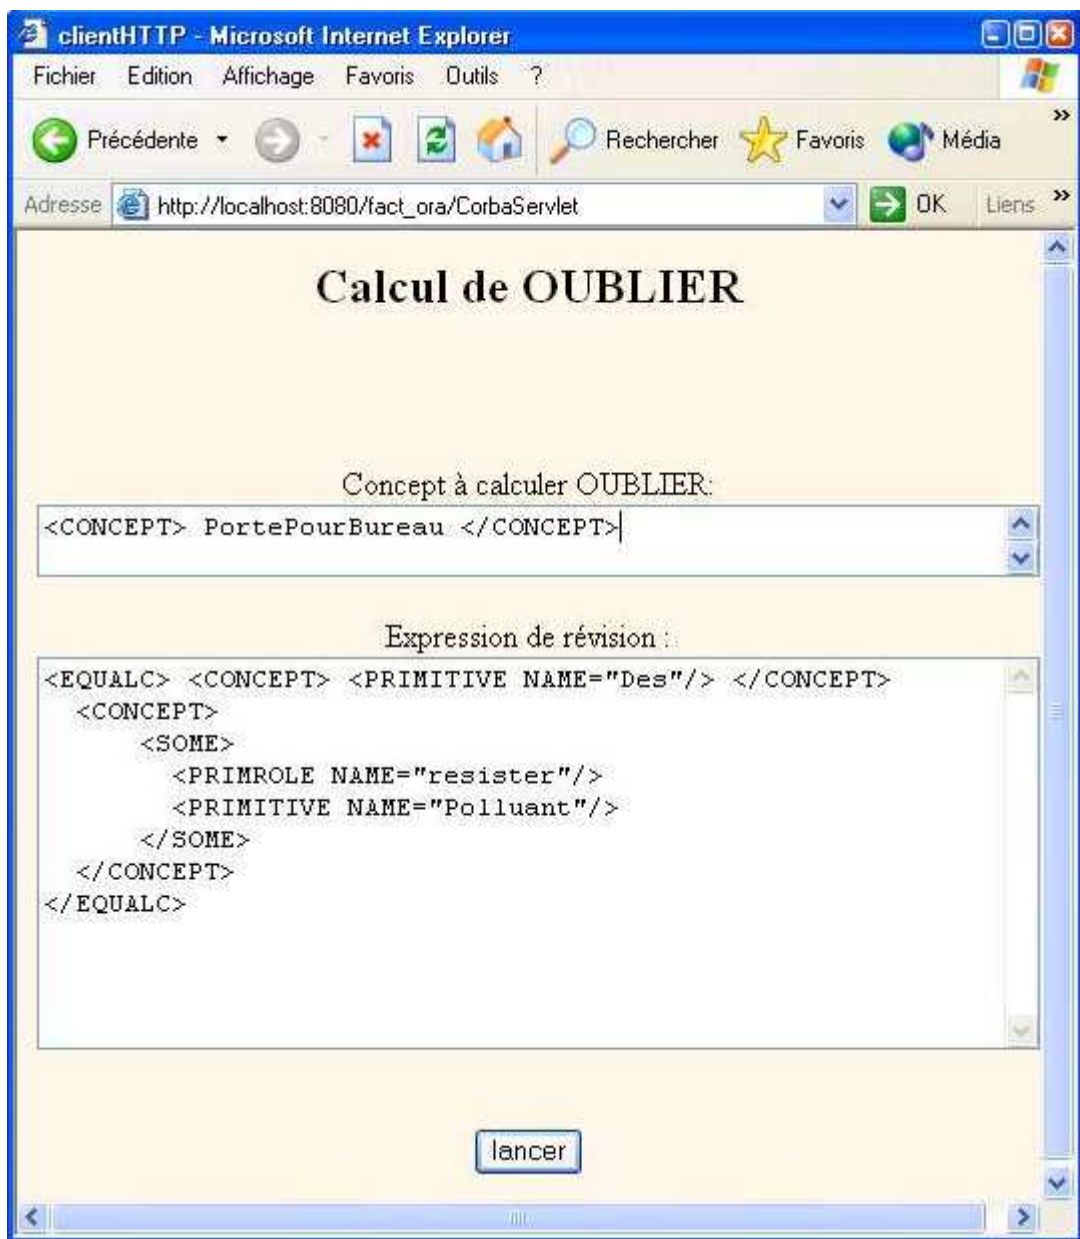 clientHTTP - Microsoft Internet Explorer
Fichier Edition Affichage Favoris Outils ?
Précédente Rechercher Favoris Média »
Adresse http://localhost:8080/fact_ora/CorbaServlet OK Liens »
Calcul de OUBLIER
Concept à calculer OUBLIER:
<CONCEPT> PortePourBureau </CONCEPT>
Expression de révision :
<EQUALC> <CONCEPT> <PRIMITIVE NAME="Des"/> </CONCEPT>
<CONCEPT>
<SOME>
<PRIMROLE NAME="resister"/>
<PRIMITIVE NAME="Polluant"/>
</SOME>
</CONCEPT>
</EQUALC>
lancer